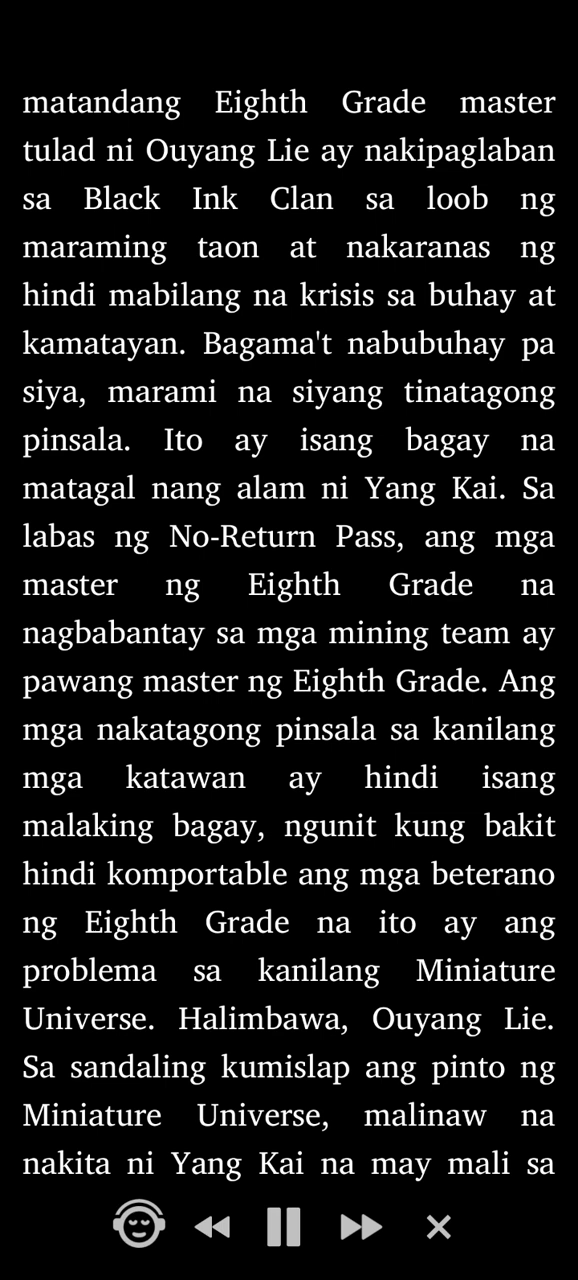 matandang Eighth Grade master
tulad ni Ouyang Lie ay nakipaglaban
sa Black Ink Clan sa loob ng
maraming taon at nakaranas ng
hindi mabilang na krisis sa buhay at
kamatayan. Bagama't nabubuhay pa
siya, marami na siyang tinatagong
pinsala. Ito ay isang bagay na
matagal nang alam ni Yang Kai. Sa
labas ng No-Return Pass, ang mga
master ng Eighth Grade na
nagbabantay sa mga mining team ay
pawang master ng Eighth Grade. Ang
mga nakatagong pinsala sa kanilang
mga katawan ay hindi isang
malaking bagay, ngunit kung bakit
hindi komportable ang mga beterano
ng Eighth Grade na ito ay ang
problema sa kanilang Miniature
Universe. Halimbawa, Ouyang Lie.
Sa sandaling kumislap ang pinto ng
Miniature Universe, malinaw na
nakita ni Yang Kai na may mali sa